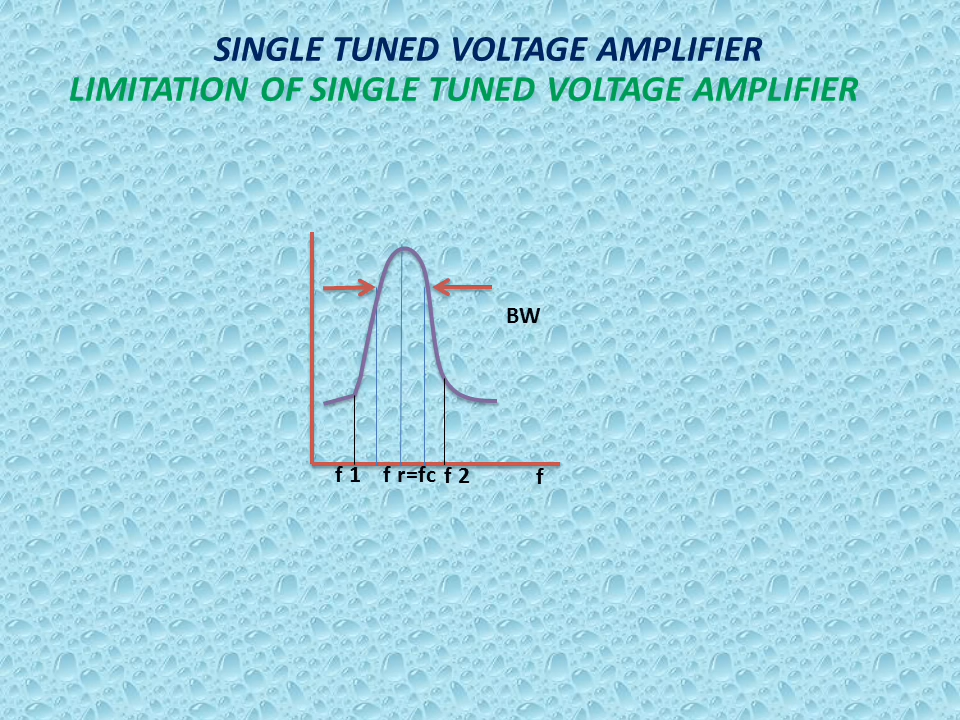 SINGLE TUNED VOLTAGE AMPLIFIER
LIMITATION OF SINGLE TUNED VOLTAGE AMPLIFIER
BW
f 1 f r=fc f 2 f